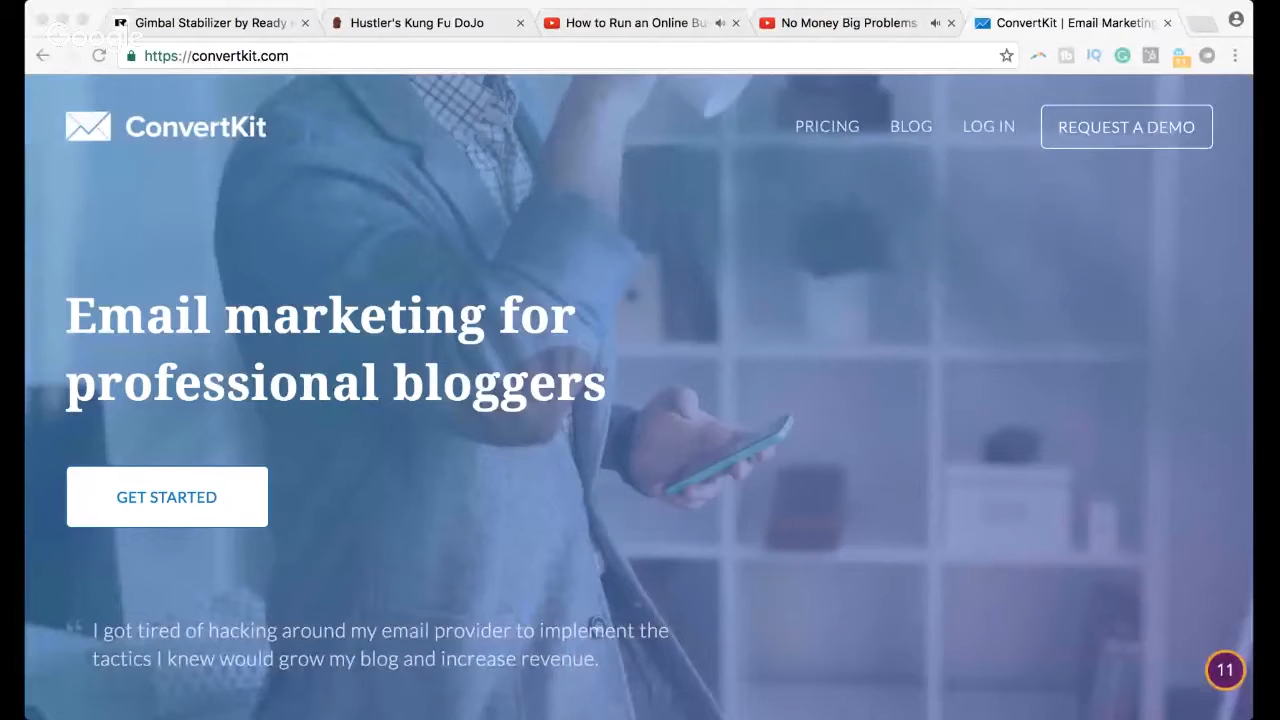 Gimbal Stabilizer by Ready
Hustler's Kung Fu DoJo
How to Run an Online Bu
No Money Big Problems
ConvertKit | Email Marketing
Google
https://convertkit.com
ConvertKit
PRICING
BLOG
LOG IN
REQUEST A DEMO
Email marketing for
professional bloggers
GET STARTED
“ I got tired of hacking around my email provider to implement the
tactics I knew would grow my blog and increase revenue.
11